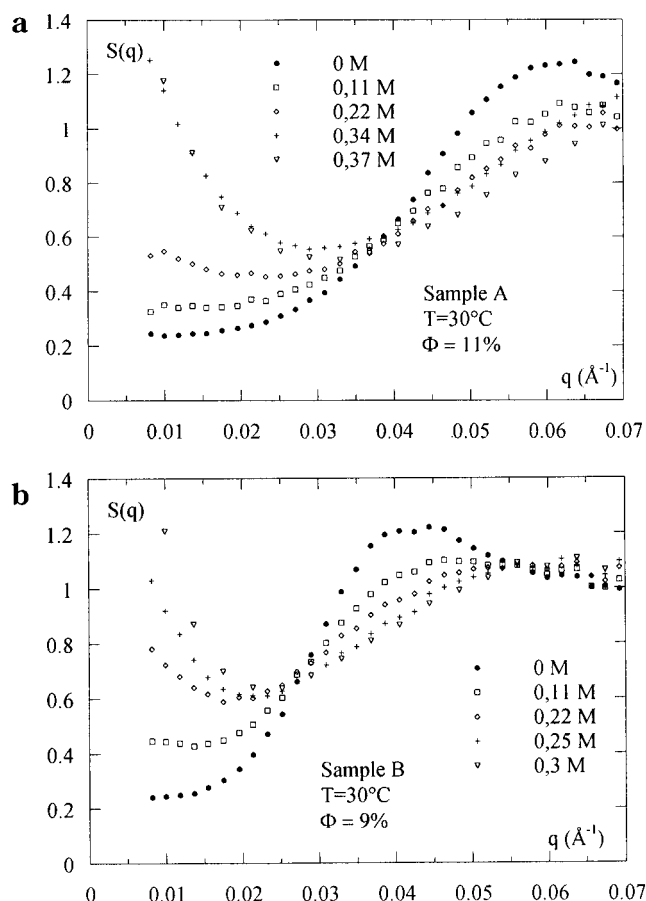 a
S(q)
1.4
1.2
1
0.8
0.6
0.4
0.2
0
0 M
0,11 M
0,22 M
0,34 M
0,37 M
Sample A
T=30°C
Φ = 11%
q (Å⁻¹)
0 0.01 0.02 0.03 0.04 0.05 0.06 0.07
b
S(q)
1.4
1.2
1
0.8
0.6
0.4
0.2
0
0 M
0,11 M
0,22 M
0,25 M
0,3 M
Sample B
T=30°C
Φ = 9%
q (Å⁻¹)
0 0.01 0.02 0.03 0.04 0.05 0.06 0.07